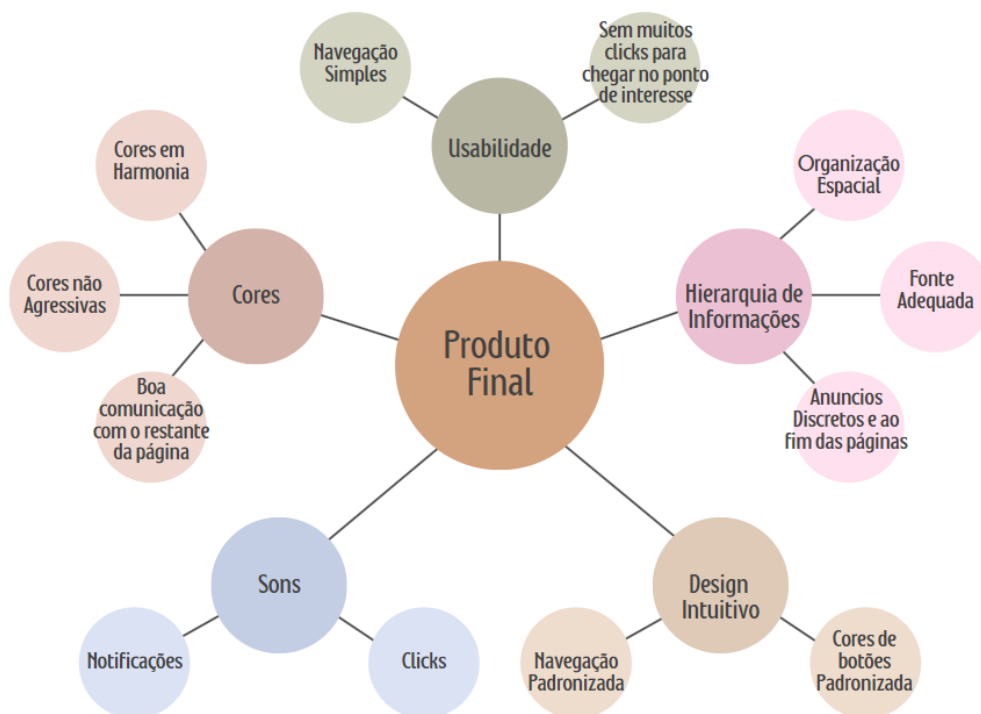 Navegação
Simples
Sem muitos
clicks para
chegar no ponto
de interesse
Usabilidade
Cores em
Harmonia
Cores não
Agressivas
Boa
comunicação
com o restante
da página
Cores
Organização
Espacial
Fonte
Adequada
Anuncios
Discretos e ao
fim das páginas
Hierarquia de
Informações
Produto
Final
Sons
Notificações
Clicks
Design
Intuitivo
Navegação
Padronizada
Cores de
botões
Padronizada